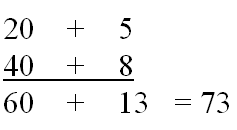 20 + 5
40 + 8
60 + 13 = 73